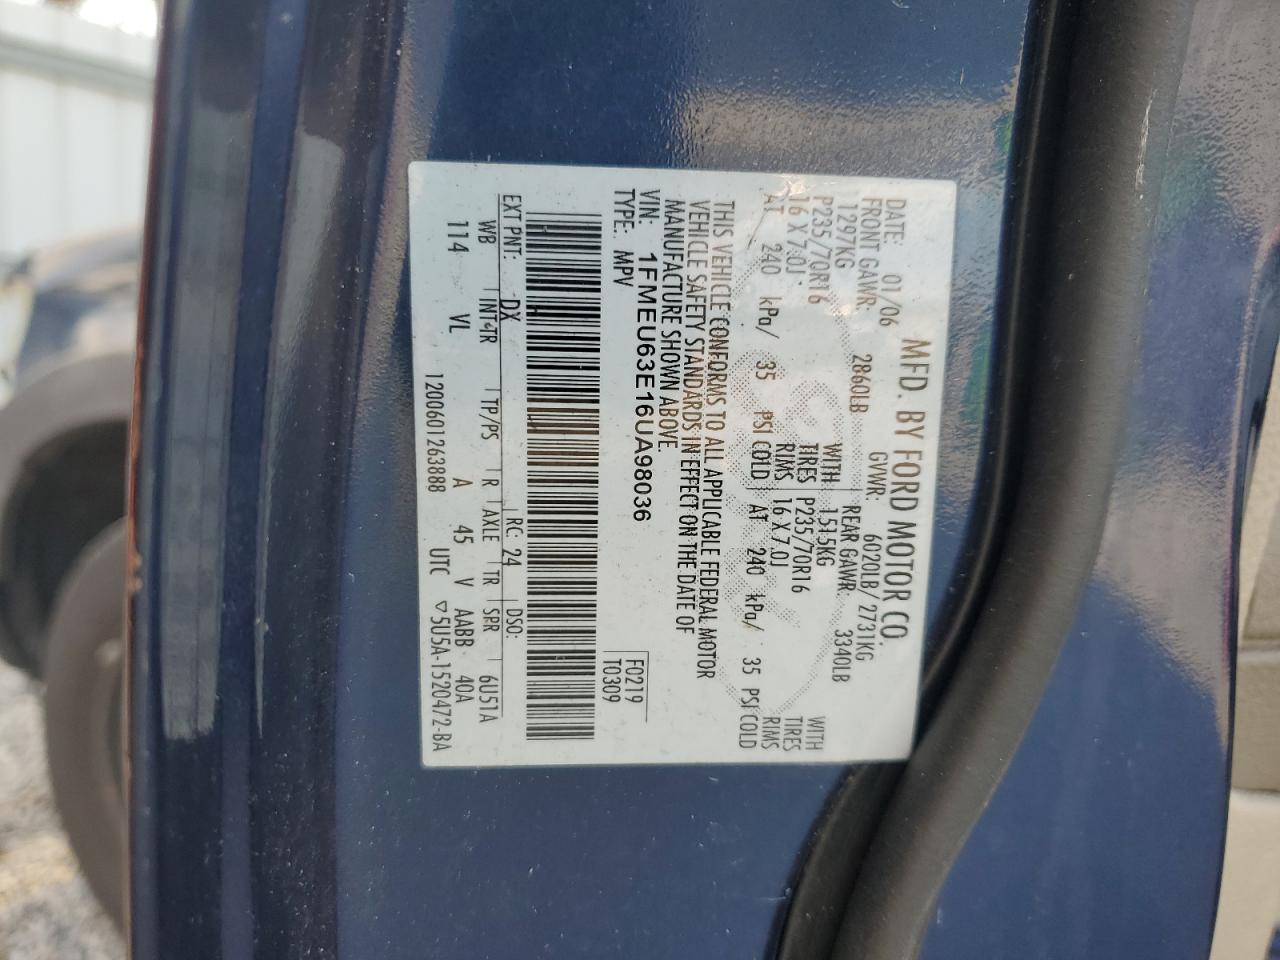 MFD. BY FORD MOTOR CO.
DATE: 01/06 GVWR: 6020LB/ 2731KG
FRONT GAWR: 2860LB REAR GAWR: 3340LB
1297KG WITH 1515KG WITH
P235/70R16 TIRES P235/70R16 TIRES
16 X 7.0J RIMS 16 X 7.0J RIMS
AT 240 kPa/ 35 PSI COLD AT 240 kPa/ 35 PSI COLD
THIS VEHICLE CONFORMS TO ALL APPLICABLE FEDERAL MOTOR
VEHICLE SAFETY STANDARDS IN EFFECT ON THE DATE OF
MANUFACTURE SHOWN ABOVE.
VIN: 1FMEU63E16UA98036
TYPE: MPV
F0219
T0309
EXT PNT: DX RC: 24 DSO:
WB INT TR TP/PS R AXLE TR SPR 6U51A
114 VL A 45 V AABB 40A
1200601263888 UTC ▽5U5A-1520472-BA